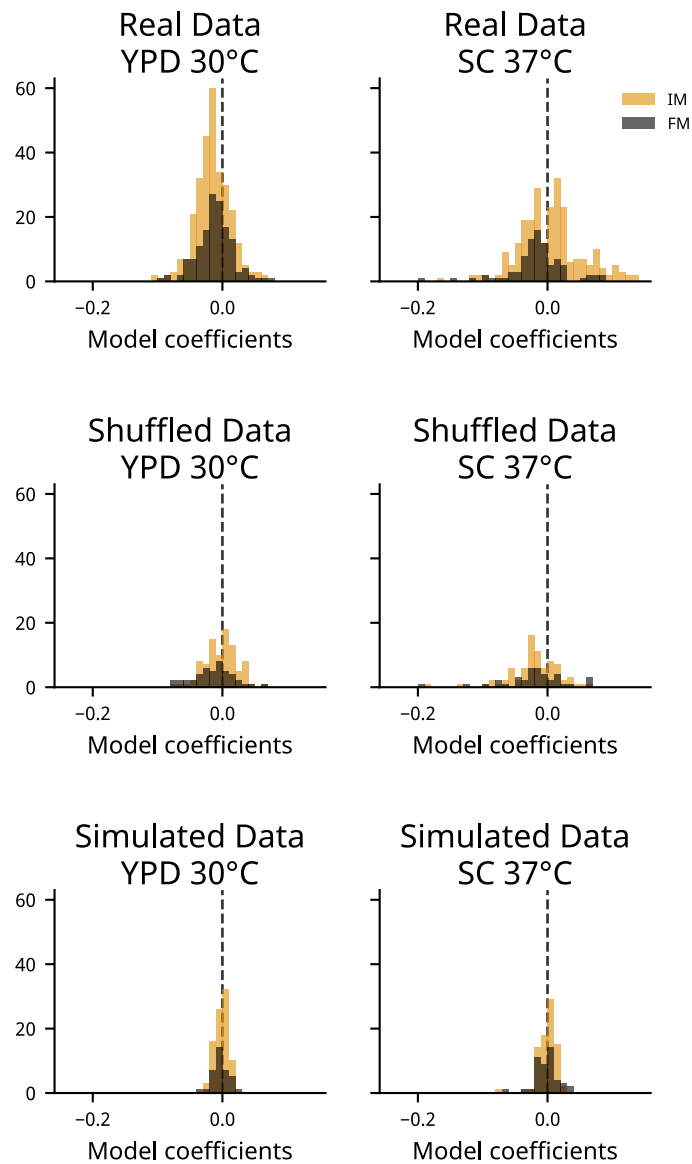 Real Data
YPD 30°C
Real Data
SC 37°C
IM
FM
60
40
20
0
−0.2
0.0
−0.2
0.0
Model coefficients
Model coefficients
Shuffled Data
YPD 30°C
Shuffled Data
SC 37°C
60
40
20
0
−0.2
0.0
−0.2
0.0
Model coefficients
Model coefficients
Simulated Data
YPD 30°C
Simulated Data
SC 37°C
60
40
20
0
−0.2
0.0
−0.2
0.0
Model coefficients
Model coefficients